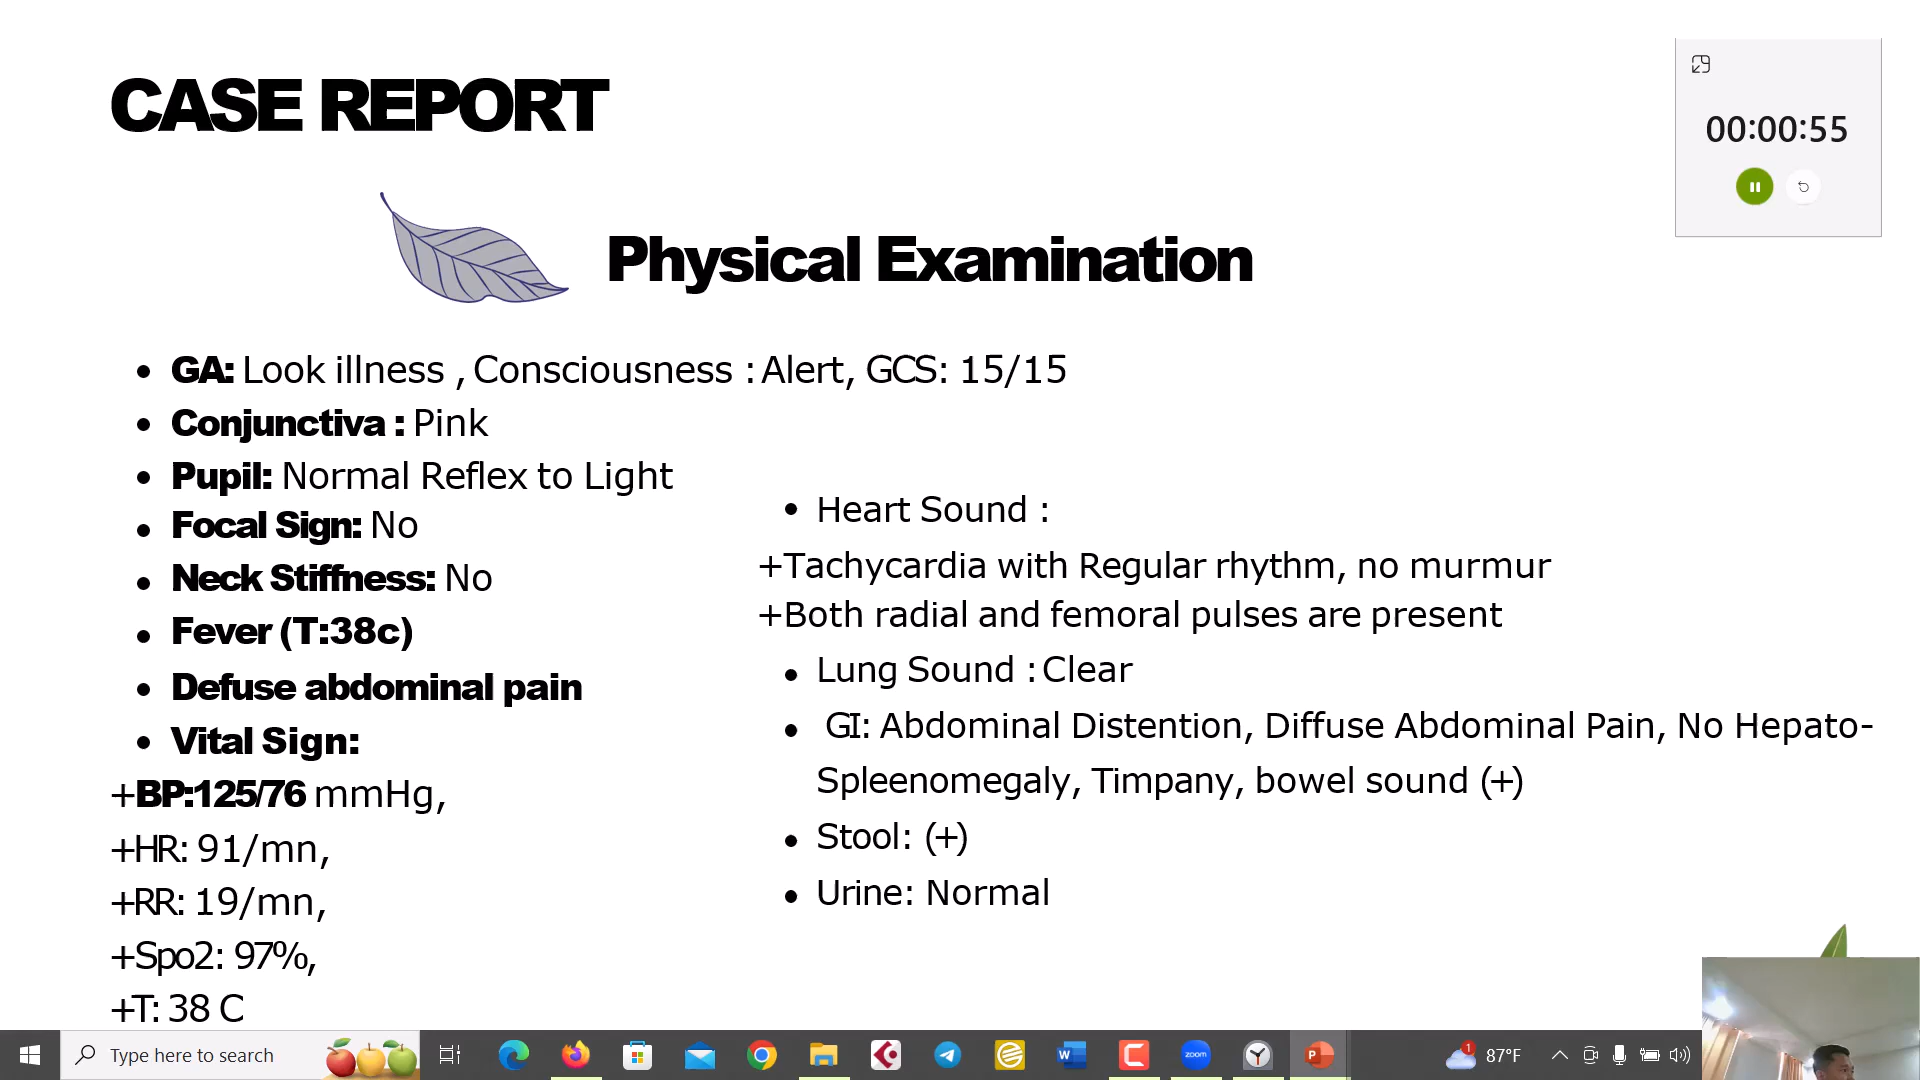 CASE REPORT
00:00:55
Physical Examination
• GA: Look illness , Consciousness : Alert, GCS: 15/15
• Conjunctiva : Pink
• Pupil: Normal Reflex to Light
• Focal Sign: No
• Neck Stiffness: No
• Fever (T:38c)
• Defuse abdominal pain
• Vital Sign:
+BP:125/76 mmHg,
+HR: 91/mn,
+RR: 19/mn,
+Spo2: 97%,
+T: 38 C
• Heart Sound :
+Tachycardia with Regular rhythm, no murmur
+Both radial and femoral pulses are present
• Lung Sound : Clear
• GI: Abdominal Distention, Diffuse Abdominal Pain, No Hepato-
Spleenomegaly, Timpany, bowel sound (+)
• Stool: (+)
• Urine: Normal
Type here to search
W
zoom
P
1
87°F